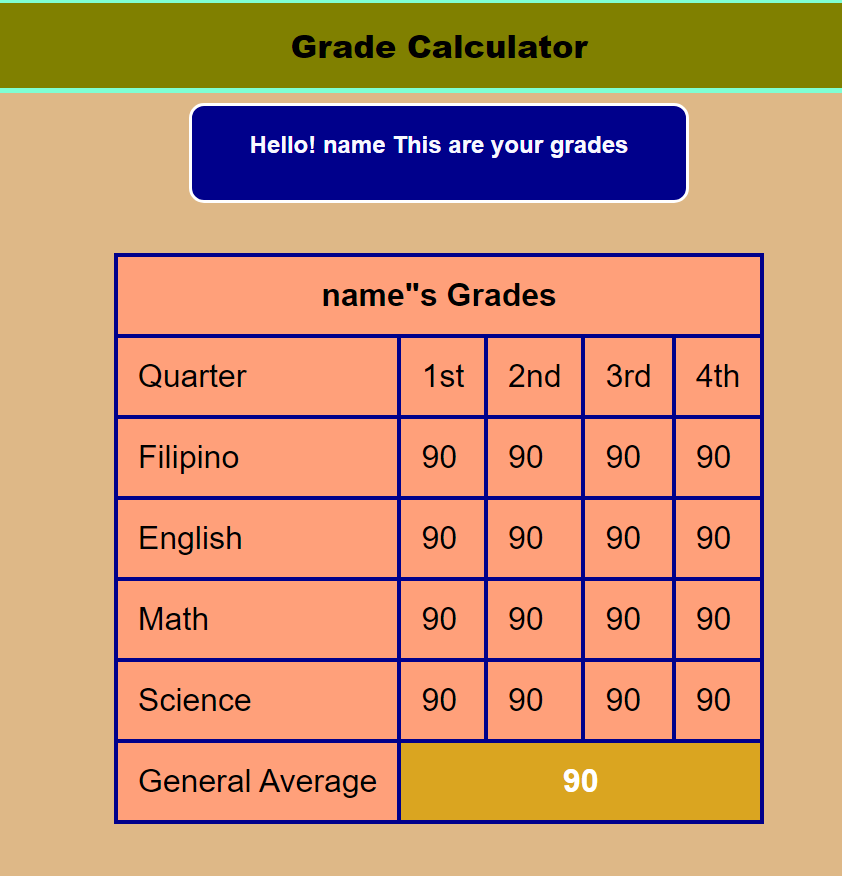 Grade Calculator
Hello! name This are your grades
name"s Grades
Quarter 1st 2nd 3rd 4th
Filipino 90 90 90 90
English 90 90 90 90
Math 90 90 90 90
Science 90 90 90 90
General Average 90